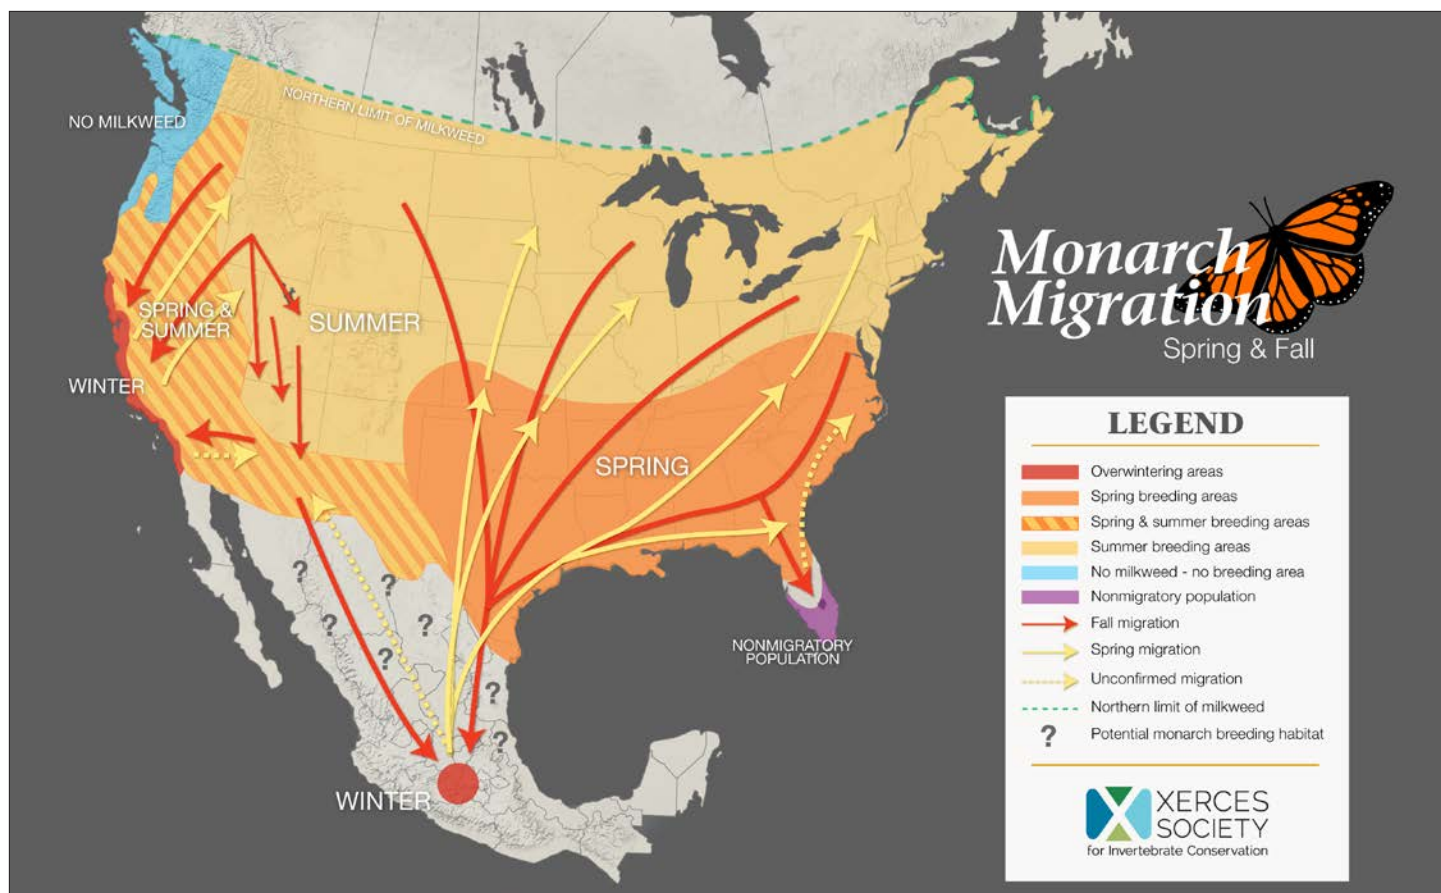 NORTHERN LIMIT OF MILKWEED
NO MILKWEED
SPRING &
SUMMER
SUMMER
WINTER
SPRING
?
?
?
?
?
?
NONMIGRATORY
POPULATION
WINTER
Monarch
Migration
Spring & Fall
LEGEND
Overwintering areas
Spring breeding areas
Spring & summer breeding areas
Summer breeding areas
No milkweed - no breeding area
Nonmigratory population
Fall migration
Spring migration
Unconfirmed migration
Northern limit of milkweed
? Potential monarch breeding habitat
XERCES
SOCIETY
for Invertebrate Conservation